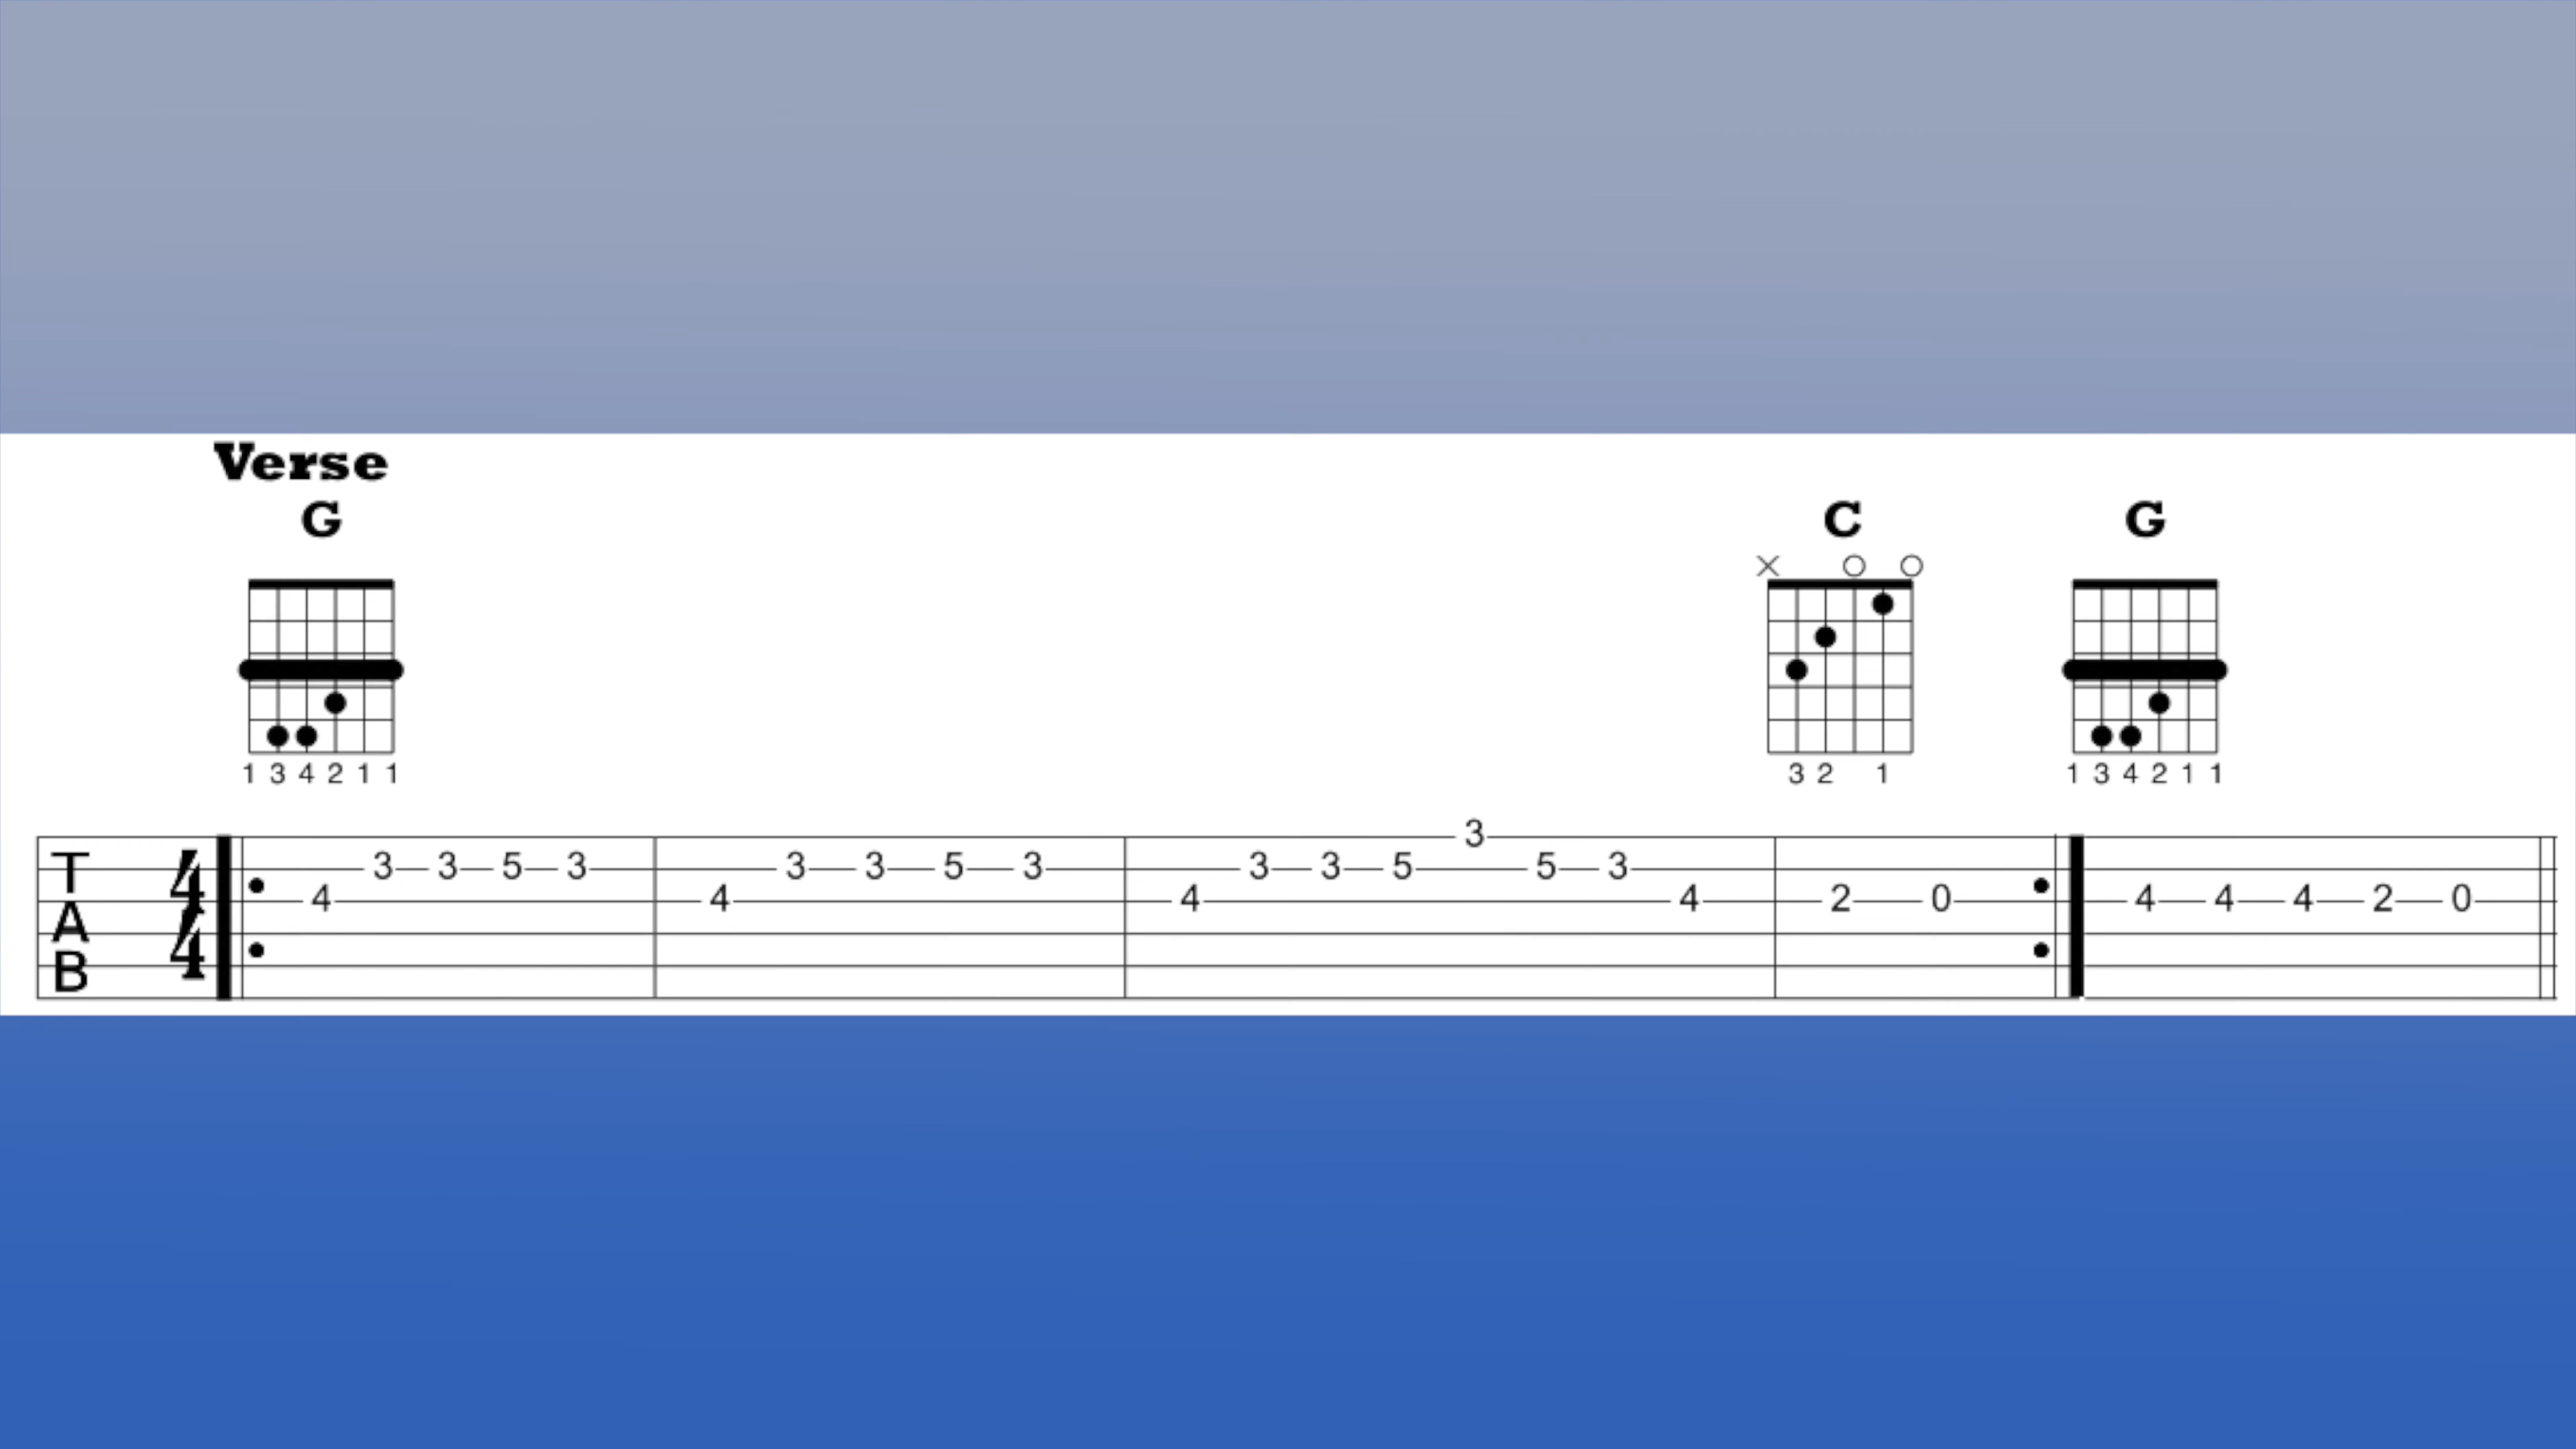 Verse
G C G
× ○ ○
1 3 4 2 1 1 3 2 1 1 3 4 2 1 1
3
T 4 3 3 5 3 3 3 5 3 3 3 5 5 3
A 4 4 4 4 4 2 0 4 4 4 2 0
B